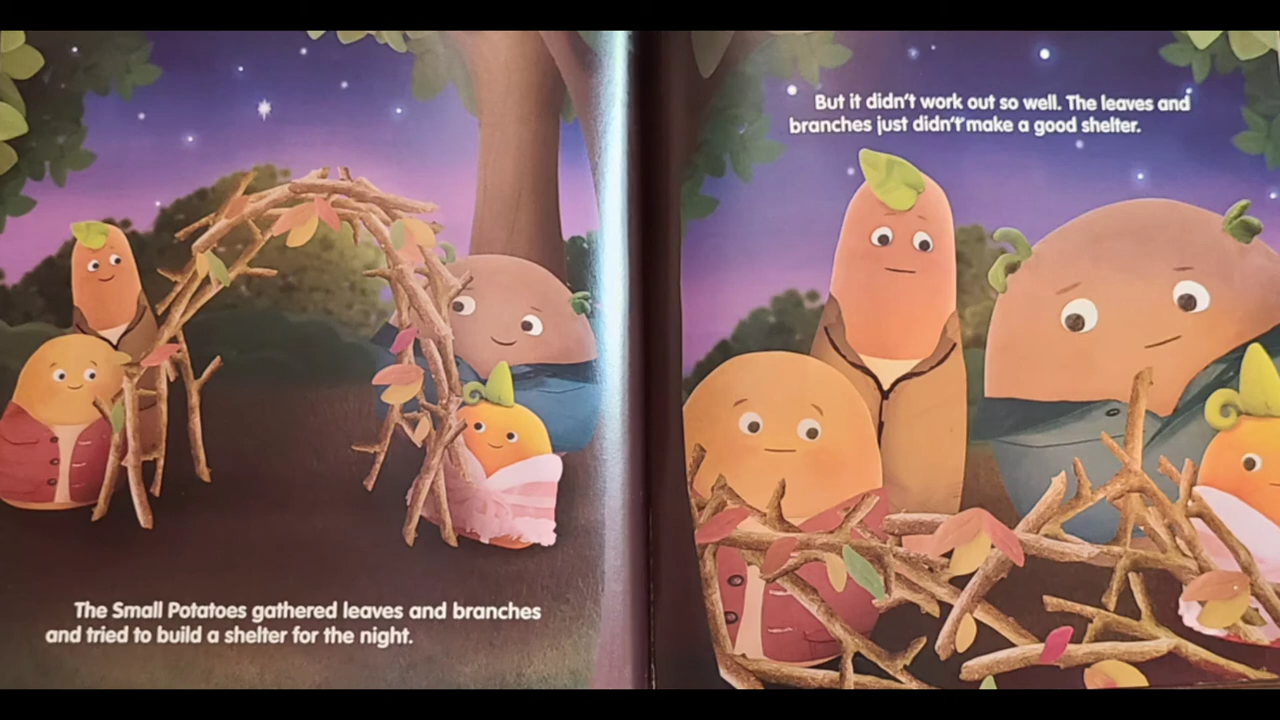 The Small Potatoes gathered leaves and branches
and tried to build a shelter for the night.
But it didn't work out so well. The leaves and
branches just didn't make a good shelter.